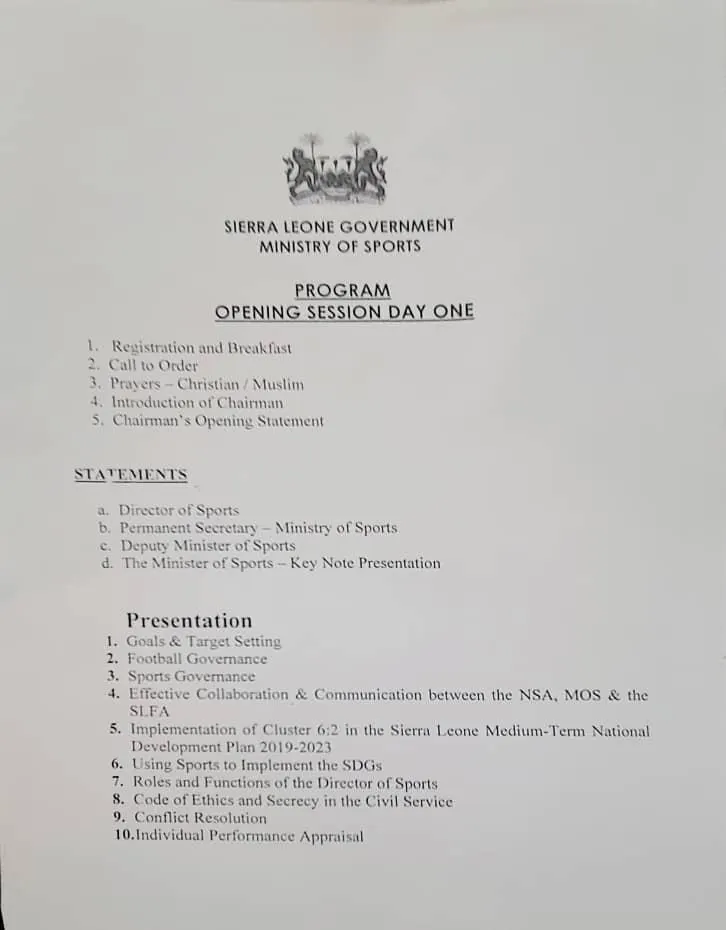 SIERRA LEONE GOVERNMENT
MINISTRY OF SPORTS
PROGRAM
OPENING SESSION DAY ONE
1. Registration and Breakfast
2. Call to Order
3. Prayers – Christian / Muslim
4. Introduction of Chairman
5. Chairman's Opening Statement
STATEMENTS
a. Director of Sports
b. Permanent Secretary – Ministry of Sports
c. Deputy Minister of Sports
d. The Minister of Sports – Key Note Presentation
Presentation
1. Goals & Target Setting
2. Football Governance
3. Sports Governance
4. Effective Collaboration & Communication between the NSA, MOS & the
SLFA
5. Implementation of Cluster 6:2 in the Sierra Leone Medium-Term National
Development Plan 2019-2023
6. Using Sports to Implement the SDGs
7. Roles and Functions of the Director of Sports
8. Code of Ethics and Secrecy in the Civil Service
9. Conflict Resolution
10.Individual Performance Appraisal